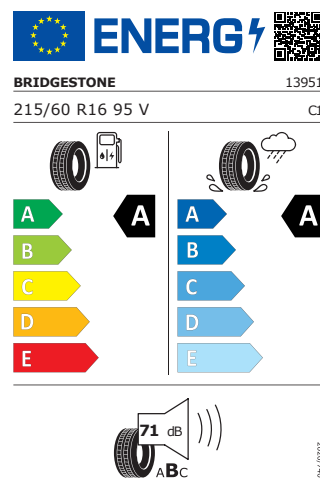 ENERG
BRIDGESTONE 13951
215/60 R16 95 V C1
A A A A
B B
C C
D D
E E
71 dB
ABC